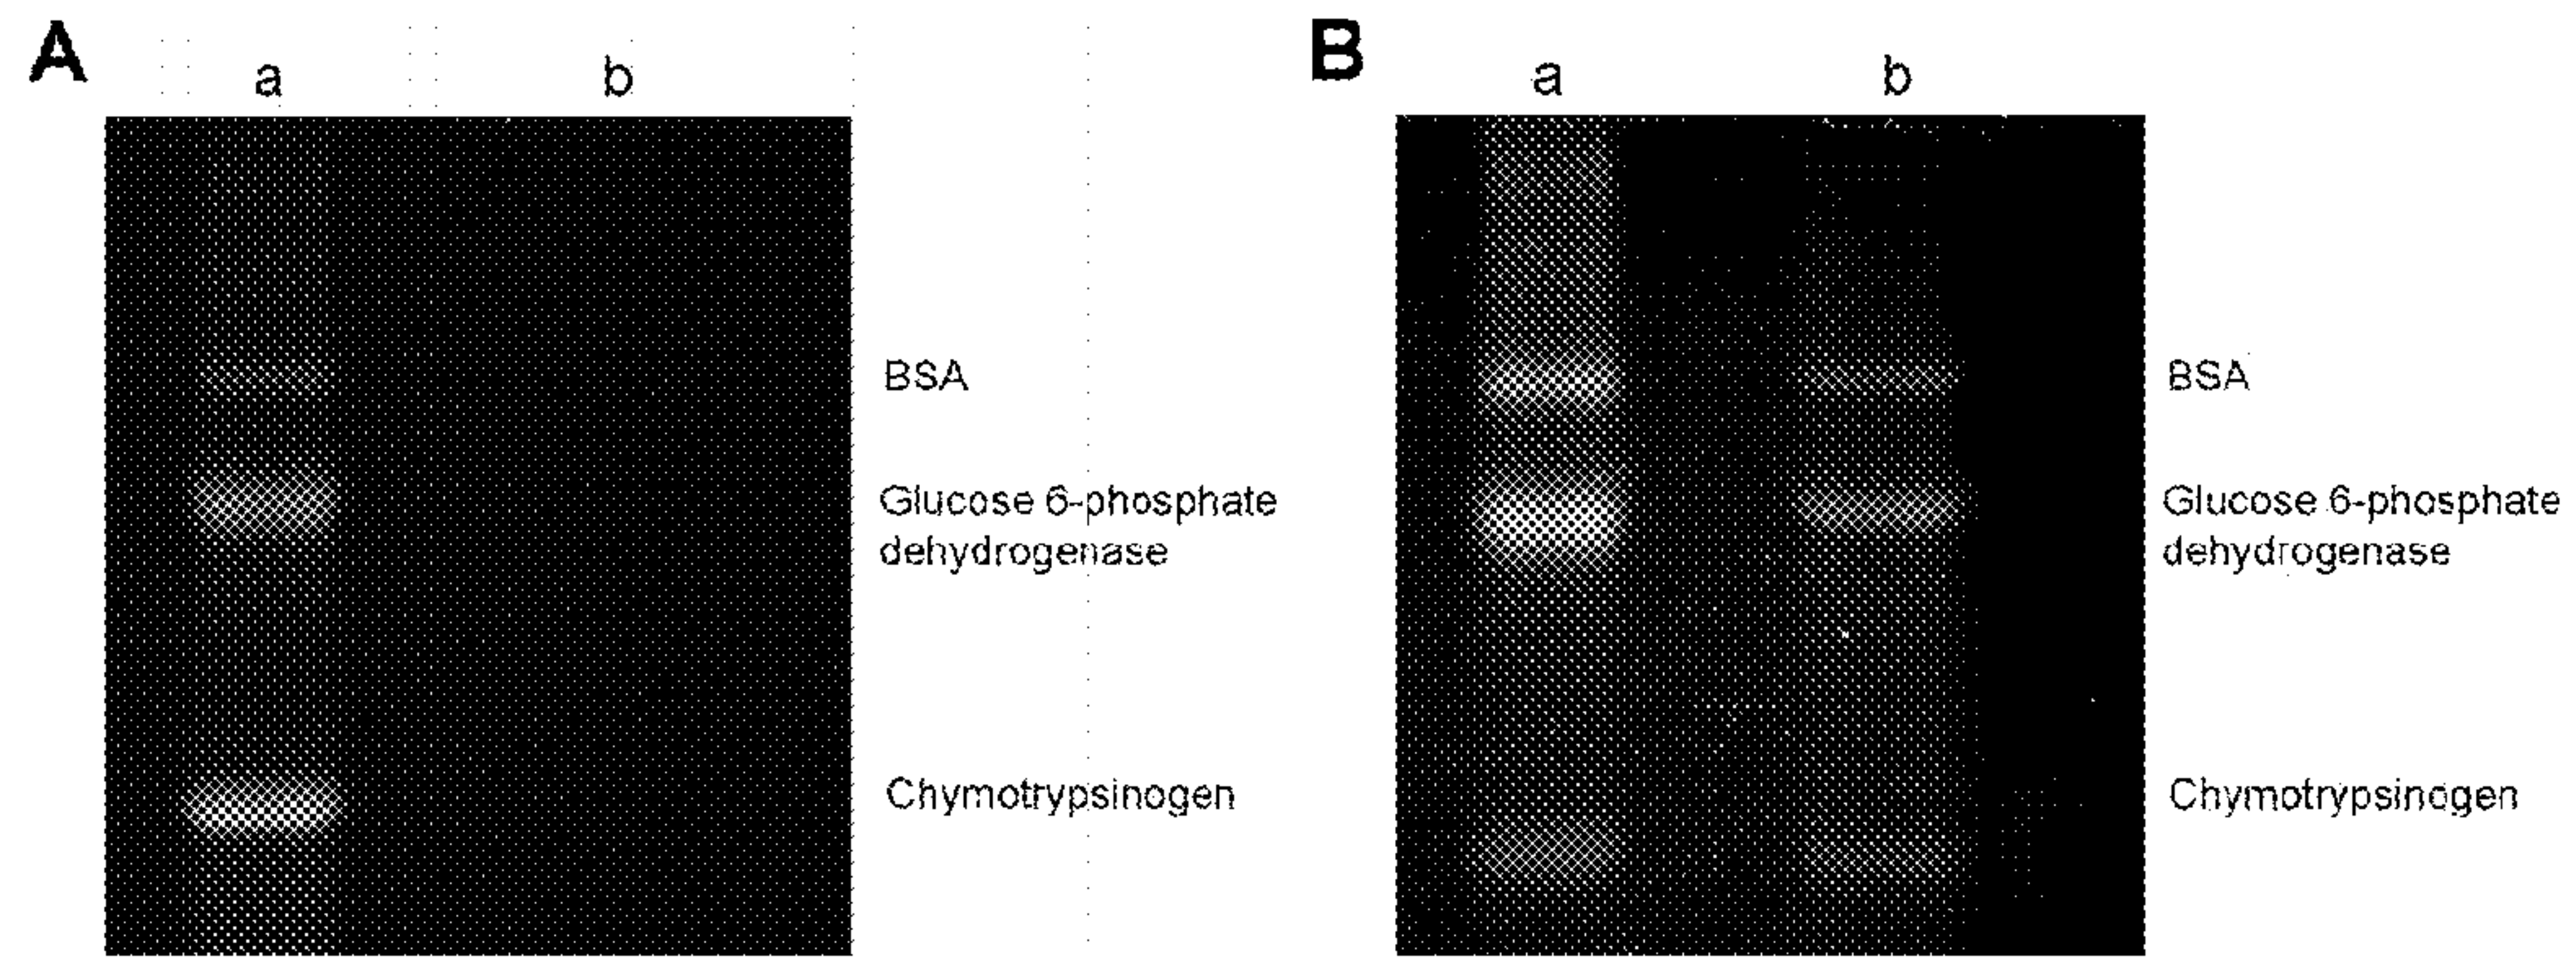 A
a b
BSA
Glucose 6-phosphate
dehydrogenase
Chymotrypsinogen
B
a b
BSA
Glucose 6-phosphate
dehydrogenase
Chymotrypsinogen